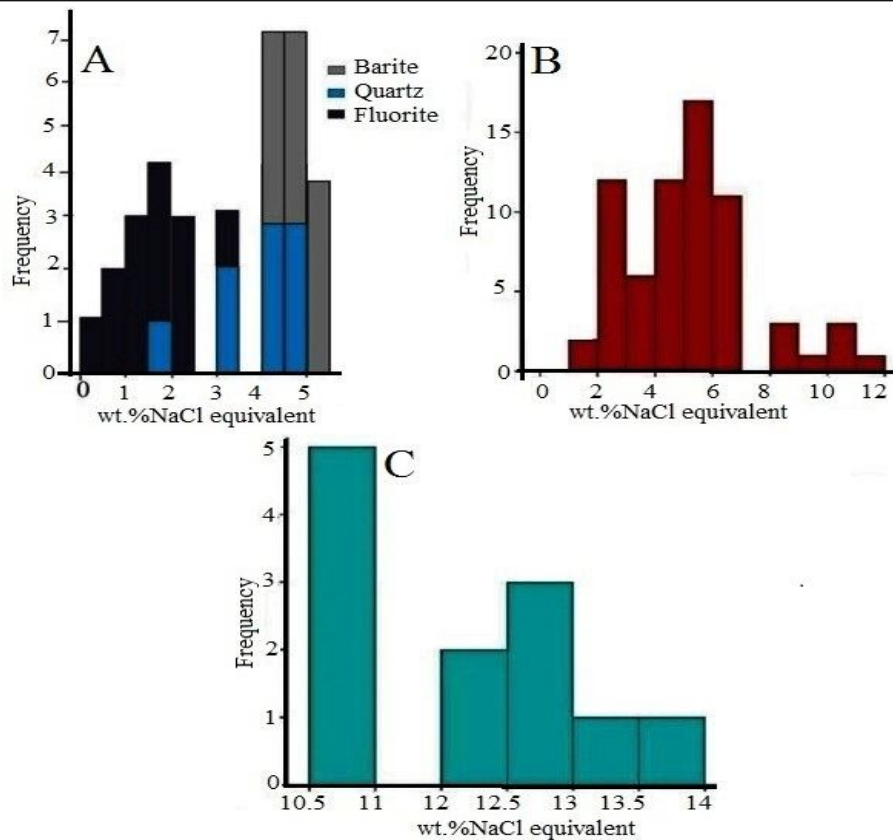 A
7
6
5
4
3
2
1
0
Frequency
Barite
Quartz
Fluorite
0 1 2 3 4 5
wt.%NaCl equivalent
B
20
15
10
5
0
Frequency
0 2 4 6 8 10 12
wt.%NaCl equivalent
C
5
4
3
2
1
0
Frequency
10.5 11 12 12.5 13 13.5 14
wt.%NaCl equivalent